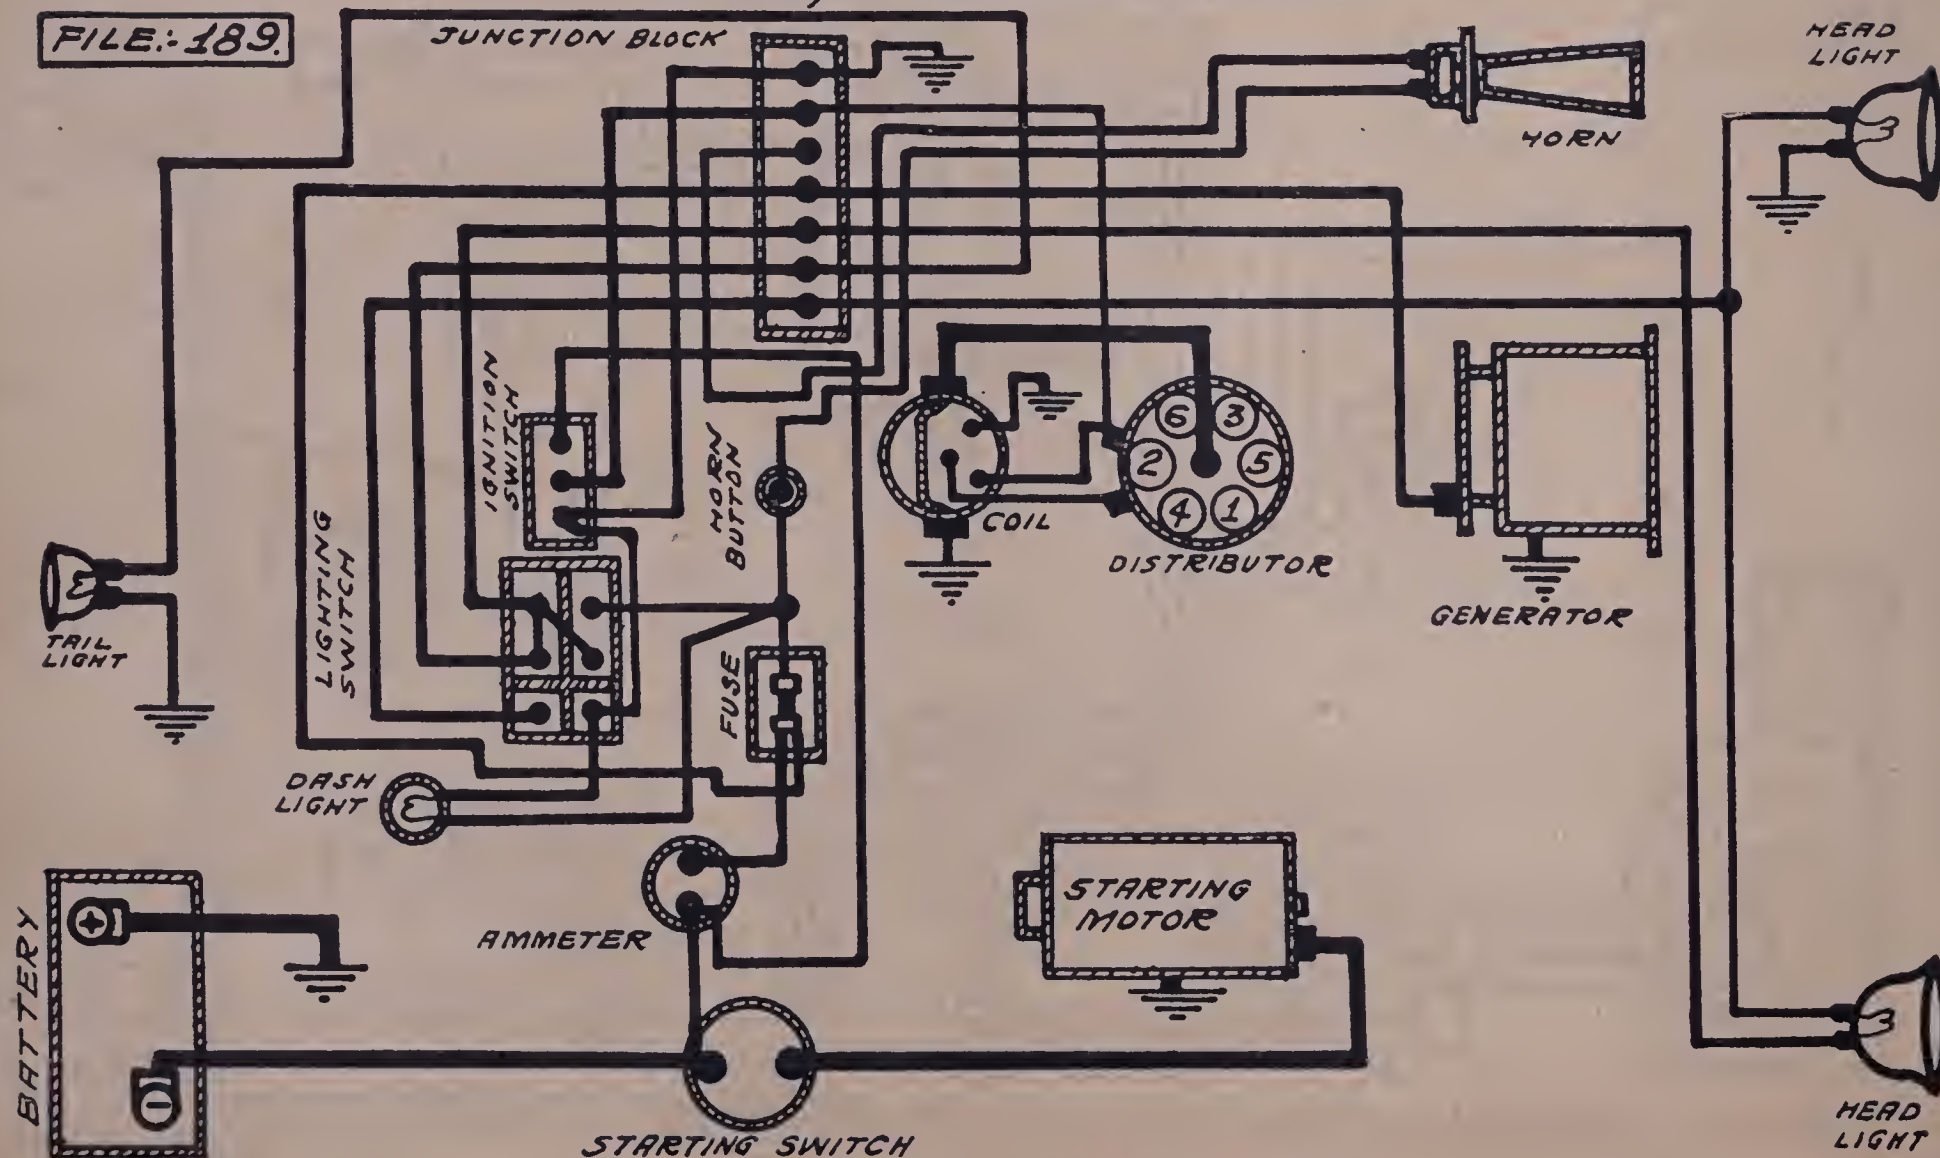 FILE:-189.
JUNCTION BLOCK
HEAD
LIGHT
HORN
IGNITION
SWITCH
HORN
BUTTON
6
3
2
5
4
1
COIL
DISTRIBUTOR
GENERATOR
TAIL
LIGHT
LIGHTING
SWITCH
FUSE
DASH
LIGHT
AMMETER
STARTING
MOTOR
BATTERY
+
−
STARTING SWITCH
HEAD
LIGHT